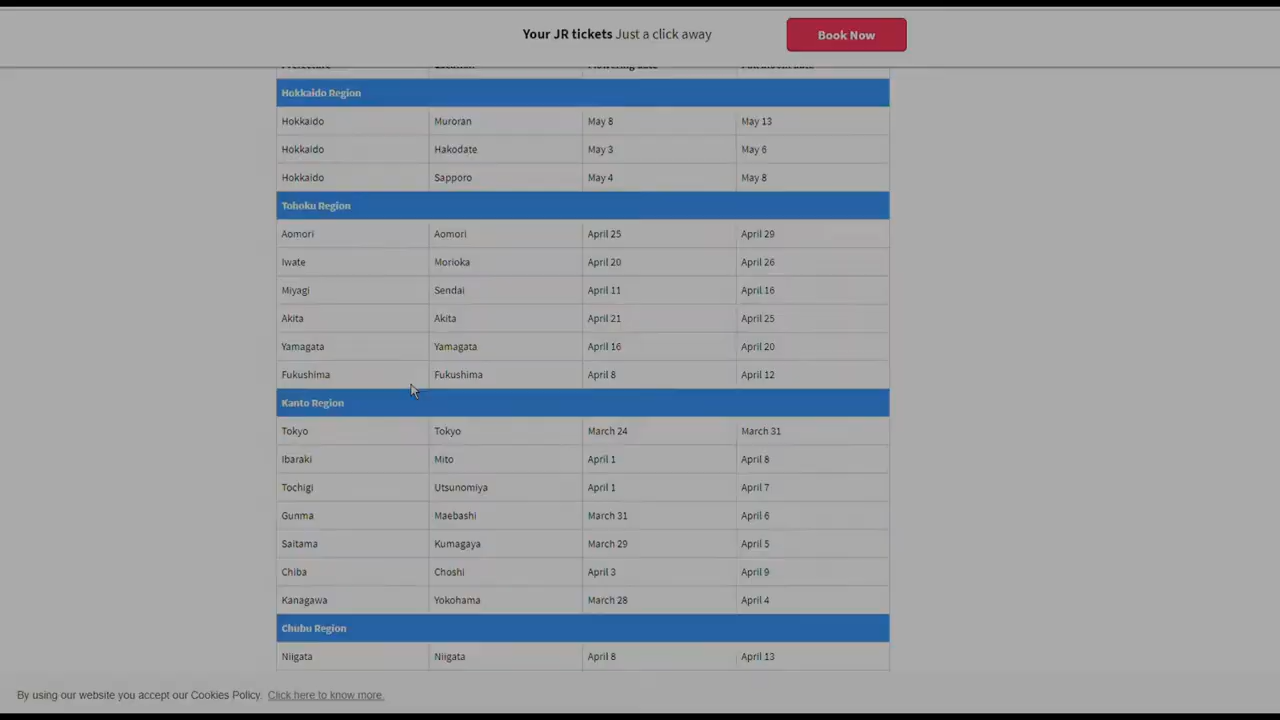 Your JR tickets Just a click away Book Now
Hokkaido Region
Hokkaido Muroran May 8 May 13
Hokkaido Hakodate May 3 May 6
Hokkaido Sapporo May 4 May 8
Tohoku Region
Aomori Aomori April 25 April 29
Iwate Morioka April 20 April 26
Miyagi Sendai April 11 April 16
Akita Akita April 21 April 25
Yamagata Yamagata April 16 April 20
Fukushima Fukushima April 8 April 12
Kanto Region
Tokyo Tokyo March 24 March 31
Ibaraki Mito April 1 April 8
Tochigi Utsunomiya April 1 April 7
Gunma Maebashi March 31 April 6
Saitama Kumagaya March 29 April 5
Chiba Choshi April 3 April 9
Kanagawa Yokohama March 28 April 4
Chubu Region
Niigata Niigata April 8 April 13
By using our website you accept our Cookies Policy. Click here to know more.